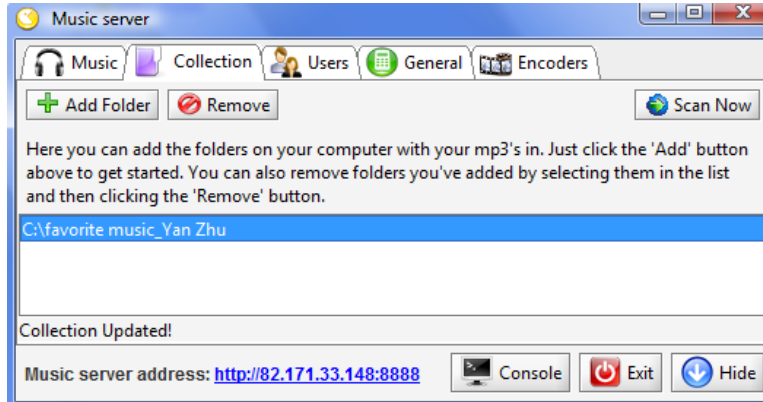 Music server
Music Collection Users General Encoders
Add Folder Remove Scan Now
Here you can add the folders on your computer with your mp3's in. Just click the 'Add' button
above to get started. You can also remove folders you've added by selecting them in the list
and then clicking the 'Remove' button.
C:\favorite music_Yan Zhu
Collection Updated!
Music server address: http://82.171.33.148:8888 Console Exit Hide